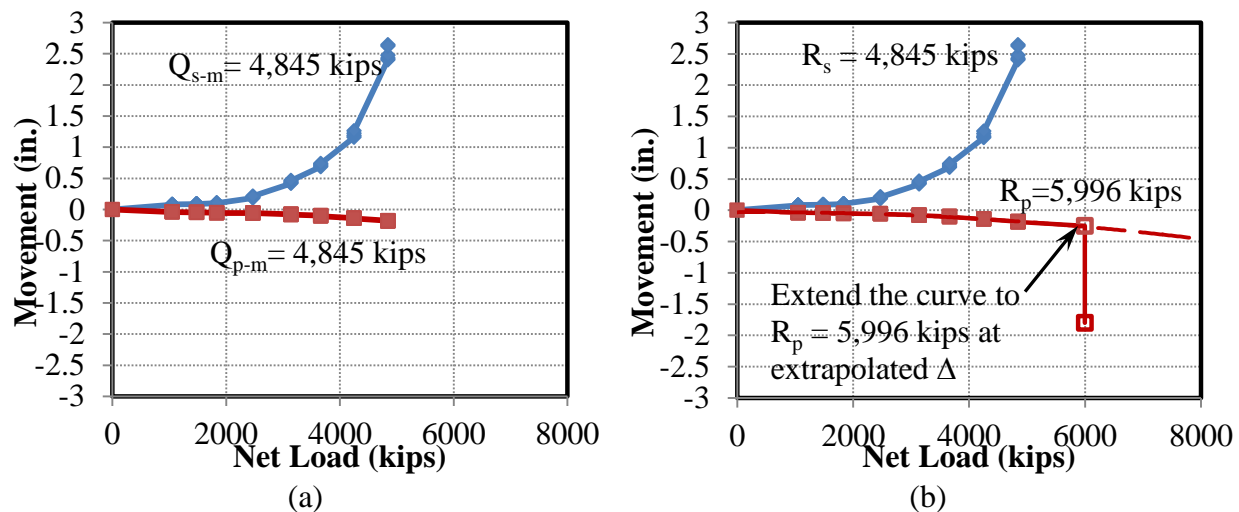 3
2.5
2
1.5
1
0.5
0
-0.5
-1
-1.5
-2
-2.5
-3
Movement (in.)
Qs-m= 4,845 kips
Qp-m= 4,845 kips
0 2000 4000 6000 8000
Net Load (kips)
(a)
3
2.5
2
1.5
1
0.5
0
-0.5
-1
-1.5
-2
-2.5
-3
Movement (in.)
Rs = 4,845 kips
Rp=5,996 kips
Extend the curve to
Rp = 5,996 kips at
extrapolated Δ
0 2000 4000 6000 8000
Net Load (kips)
(b)